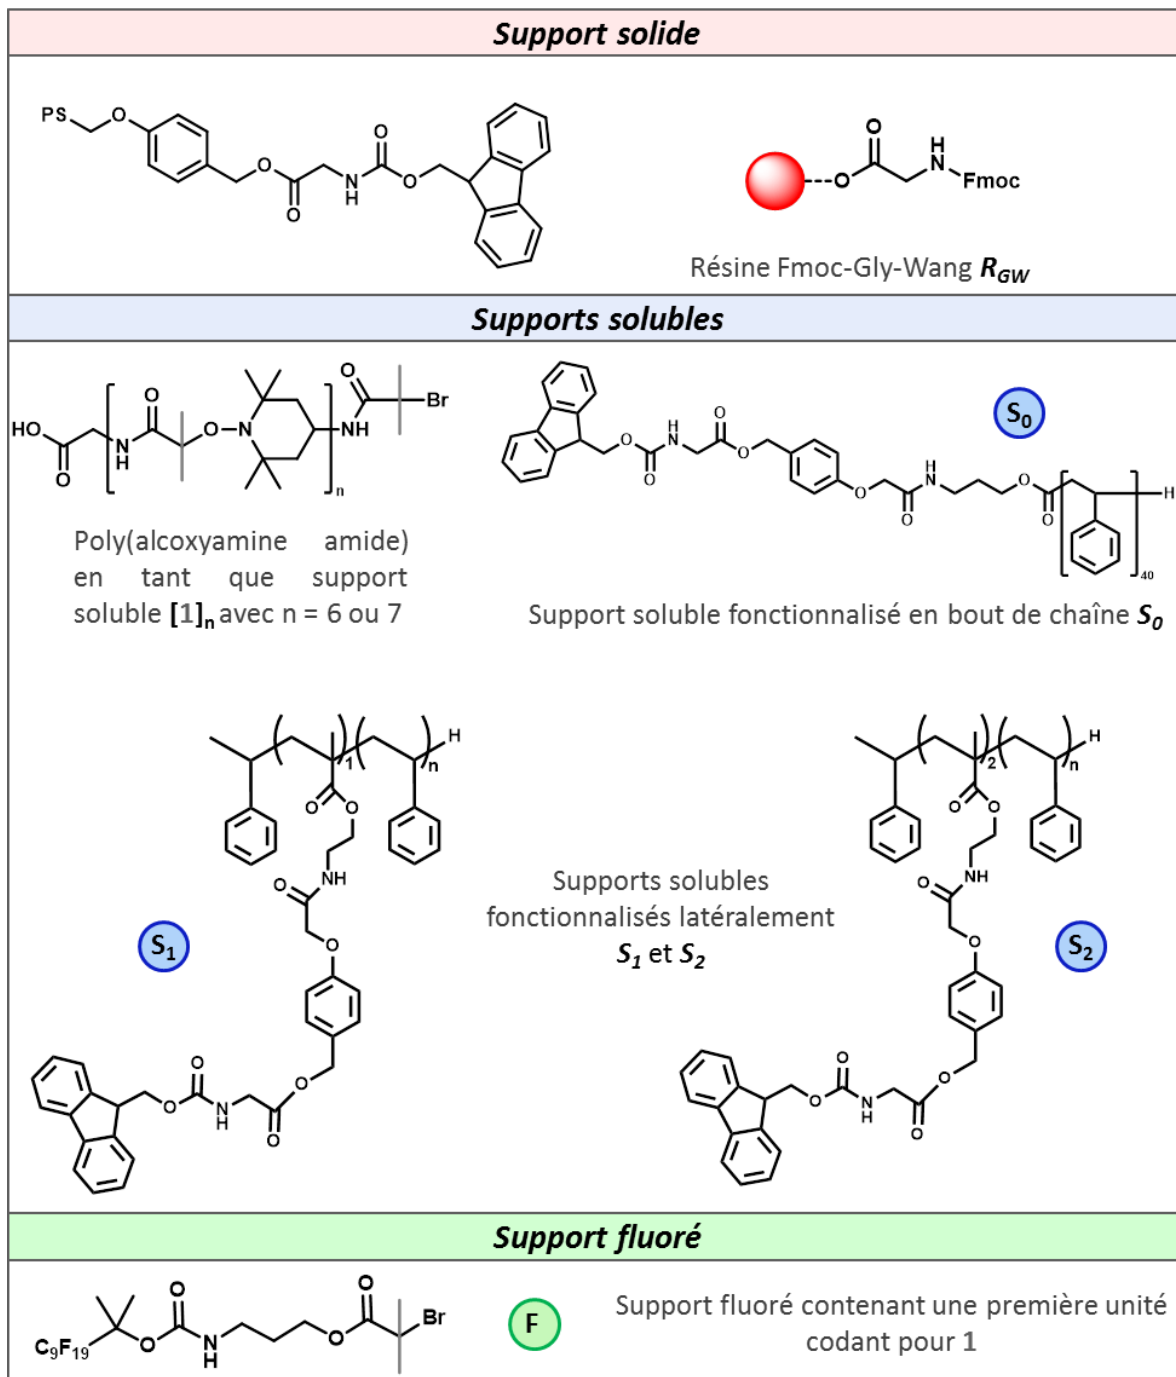 Support solide
PS
O
O
O
N
H
O
O
O
O
H
N
Fmoc
Résine Fmoc-Gly-Wang R_GW
Supports solubles
HO
O
N
H
O
O
N
n
NH
O
Br
Poly(alcoxyamine amide)
en tant que support
soluble [1]n avec n = 6 ou 7
O
O
H
N
O
O
O
O
H
N
O
O
40
H
S0
Support soluble fonctionnalisé en bout de chaîne S0
1
n
H
O
O
NH
O
O
O
O
N
H
O
O
S1
Supports solubles
fonctionnalisés latéralement
S1 et S2
2
n
H
O
O
NH
O
O
O
O
N
H
O
O
S2
Support fluoré
C9F19
O
O
N
H
O
O
Br
F
Support fluoré contenant une première unité
codant pour 1